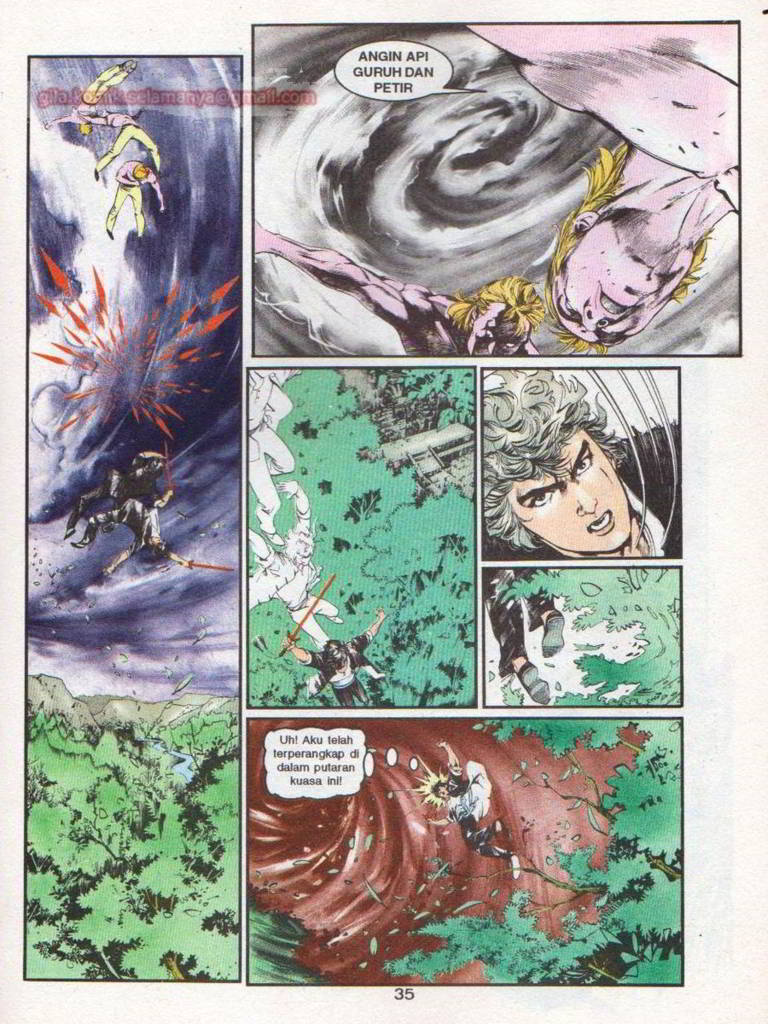 gila.komik.selamanya@gmail.com
ANGIN API
GURUH DAN
PETIR
Uh! Aku telah
terperangkap di
dalam putaran
kuasa ini!
35